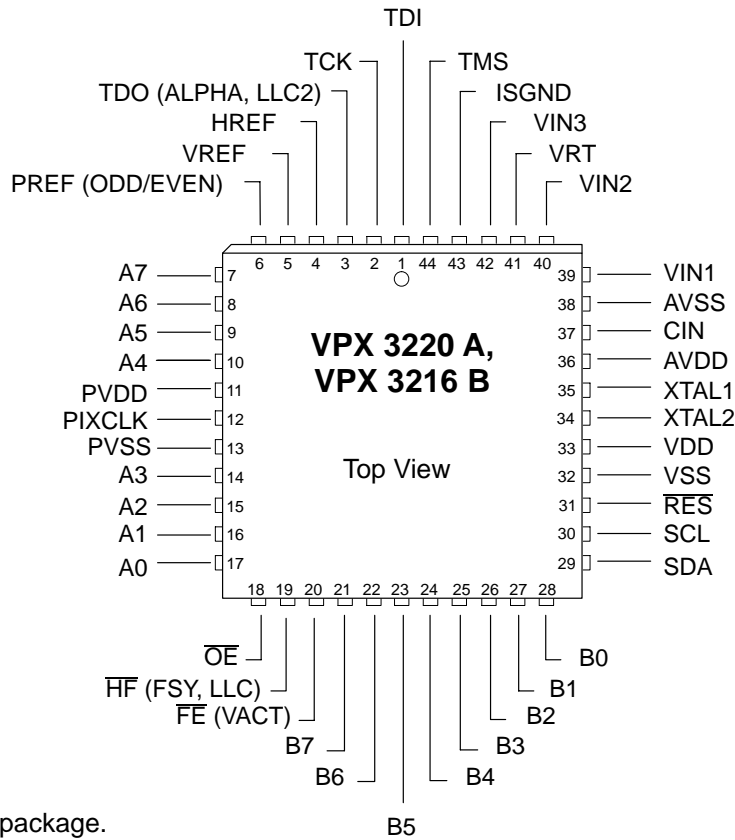 TDI
TCK
TMS
TDO (ALPHA, LLC2)
ISGND
HREF
VIN3
VREF
VRT
PREF (ODD/EVEN)
VIN2
6 5 4 3 2 1 44 43 42 41 40
A7 7
39 VIN1
A6 8
38 AVSS
A5 9
37 CIN
A4 10
36 AVDD
PVDD 11
35 XTAL1
PIXCLK 12
34 XTAL2
PVSS 13
33 VDD
A3 14
32 VSS
A2 15
31 R̅E̅S̅
A1 16
30 SCL
A0 17
29 SDA
VPX 3220 A,
VPX 3216 B
Top View
18 19 20 21 22 23 24 25 26 27 28
O̅E̅
B0
H̅F̅ (FSY, LLC)
B1
F̅E̅ (VACT)
B2
B7
B3
B6
B4
B5
package.